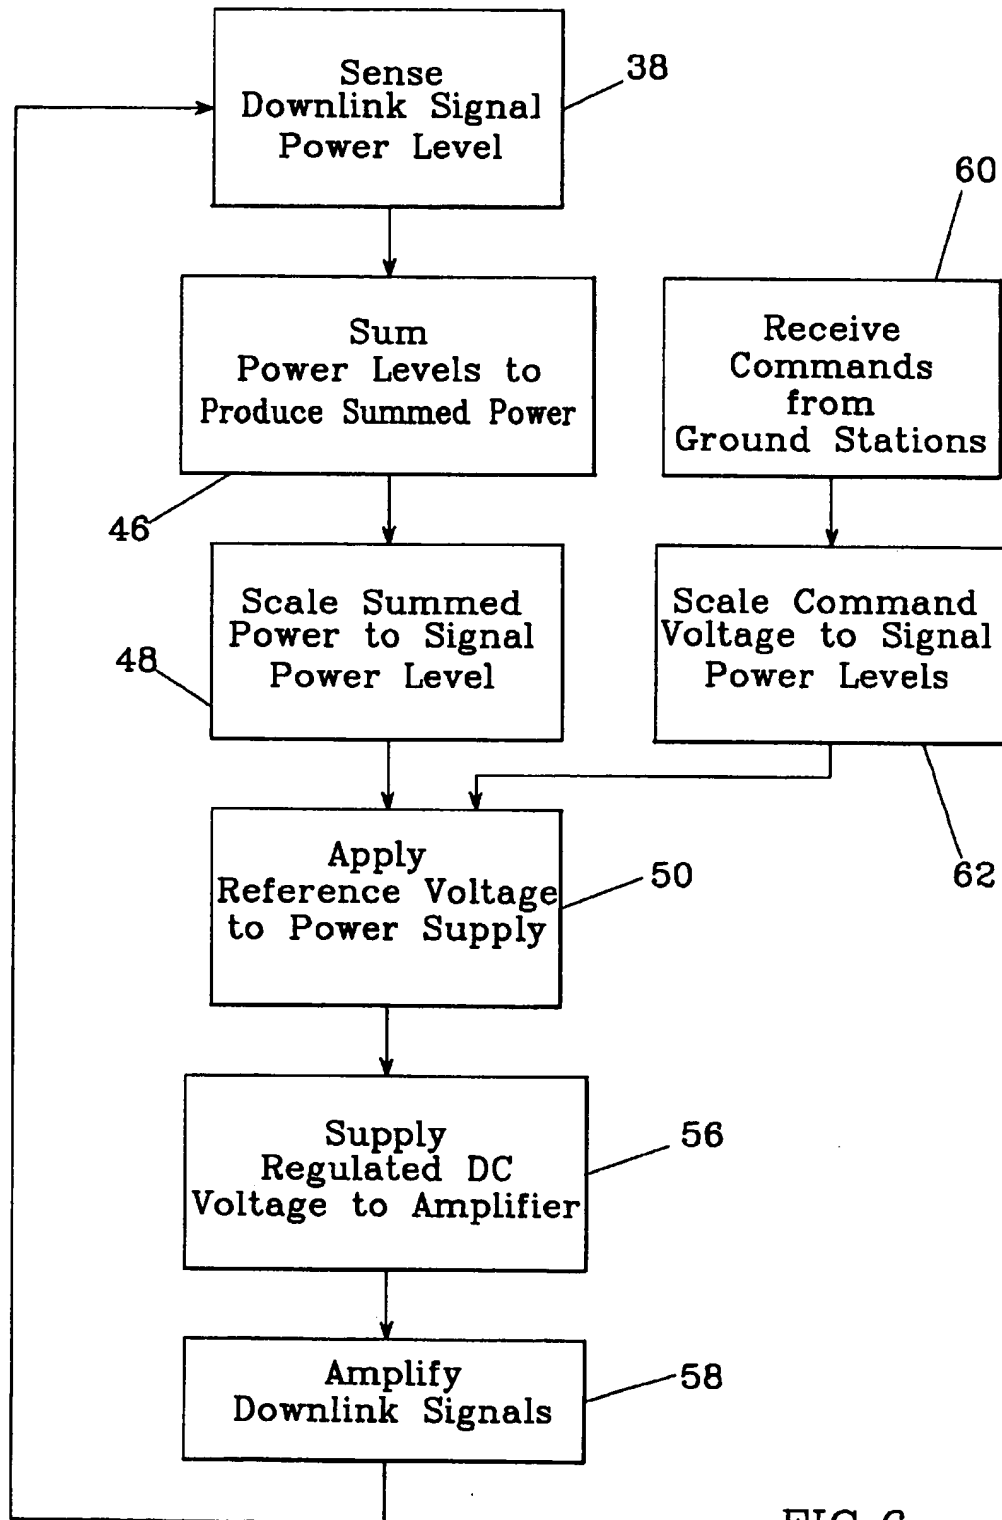 Sense
Downlink Signal
Power Level
38
Sum
Power Levels to
Produce Summed Power
46
60
Receive
Commands
from
Ground Stations
Scale Summed
Power to Signal
Power Level
48
Scale Command
Voltage to Signal
Power Levels
62
Apply
Reference Voltage
to Power Supply
50
Supply
Regulated DC
Voltage to Amplifier
56
Amplify
Downlink Signals
58